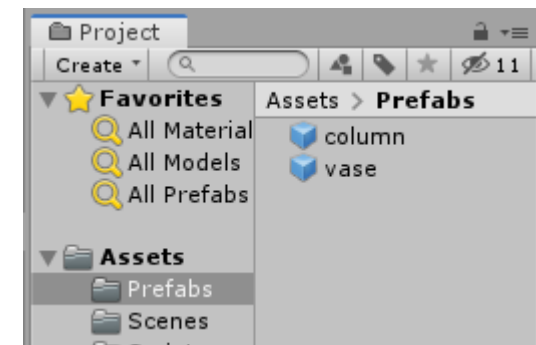 Project
Create
11
Favorites
All Material
All Models
All Prefabs
Assets
Prefabs
Scenes
Assets > Prefabs
column
vase